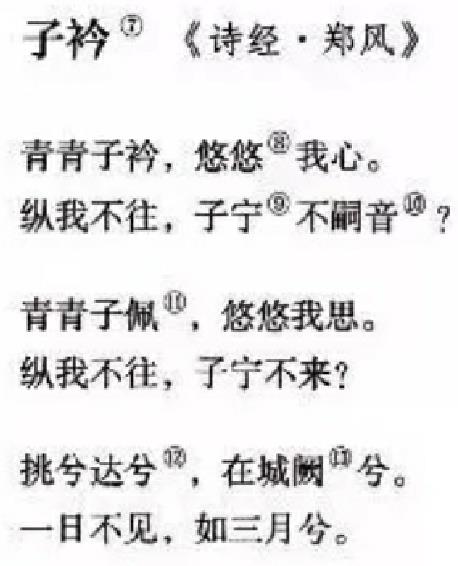 子衿⑦ 《诗经·郑风》
青青子衿，悠悠⑧我心。
纵我不往，子宁⑨不嗣音⑩？
青青子佩⑪，悠悠我思。
纵我不往，子宁不来？
挑兮达兮⑫，在城阙⑬兮。
一日不见，如三月兮。